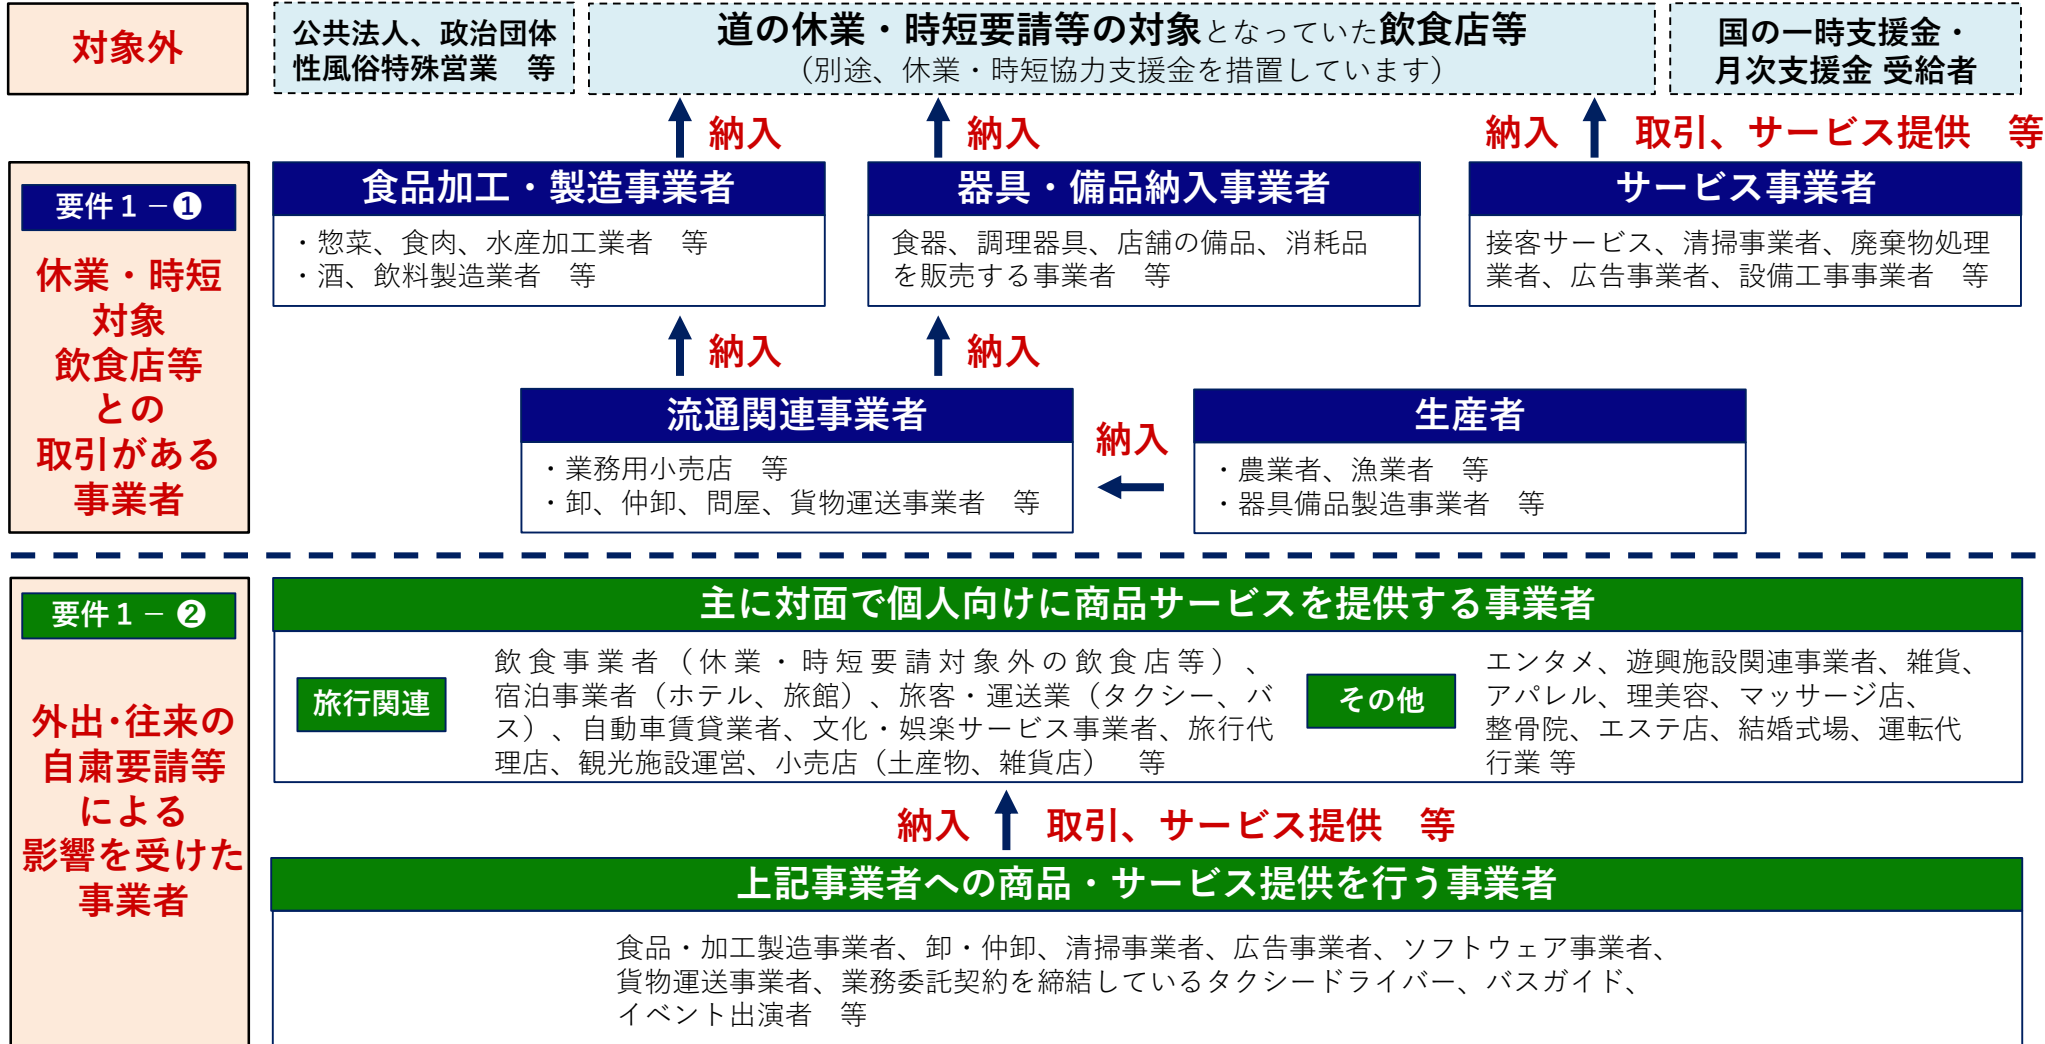 対象外
公共法人、政治団体
性風俗特殊営業　等
道の休業・時短要請等の対象となっていた飲食店等
（別途、休業・時短協力支援金を措置しています）
国の一時支援金・
月次支援金 受給者
納入
納入
納入
取引、サービス提供　等
要件１－❶
休業・時短
対象
飲食店等
との
取引がある
事業者
食品加工・製造事業者
・惣菜、食肉、水産加工業者　等
・酒、飲料製造業者　等
器具・備品納入事業者
食器、調理器具、店舗の備品、消耗品
を販売する事業者　等
サービス事業者
接客サービス、清掃事業者、廃棄物処理
業者、広告事業者、設備工事事業者　等
納入
納入
流通関連事業者
・業務用小売店　等
・卸、仲卸、問屋、貨物運送事業者　等
納入
生産者
・農業者、漁業者　等
・器具備品製造事業者　等
要件１－❷
外出・往来の
自粛要請等
による
影響を受けた
事業者
主に対面で個人向けに商品サービスを提供する事業者
旅行関連
飲食事業者（休業・時短要請対象外の飲食店等）、
宿泊事業者（ホテル、旅館）、旅客・運送業（タクシー、バ
ス）、自動車賃貸業者、文化・娯楽サービス事業者、旅行代
理店、観光施設運営、小売店（土産物、雑貨店）　等
その他
エンタメ、遊興施設関連事業者、雑貨、
アパレル、理美容、マッサージ店、
整骨院、エステ店、結婚式場、運転代
行業 等
納入
取引、サービス提供　等
上記事業者への商品・サービス提供を行う事業者
食品・加工製造事業者、卸・仲卸、清掃事業者、広告事業者、ソフトウェア事業者、
貨物運送事業者、業務委託契約を締結しているタクシードライバー、バスガイド、
イベント出演者　等